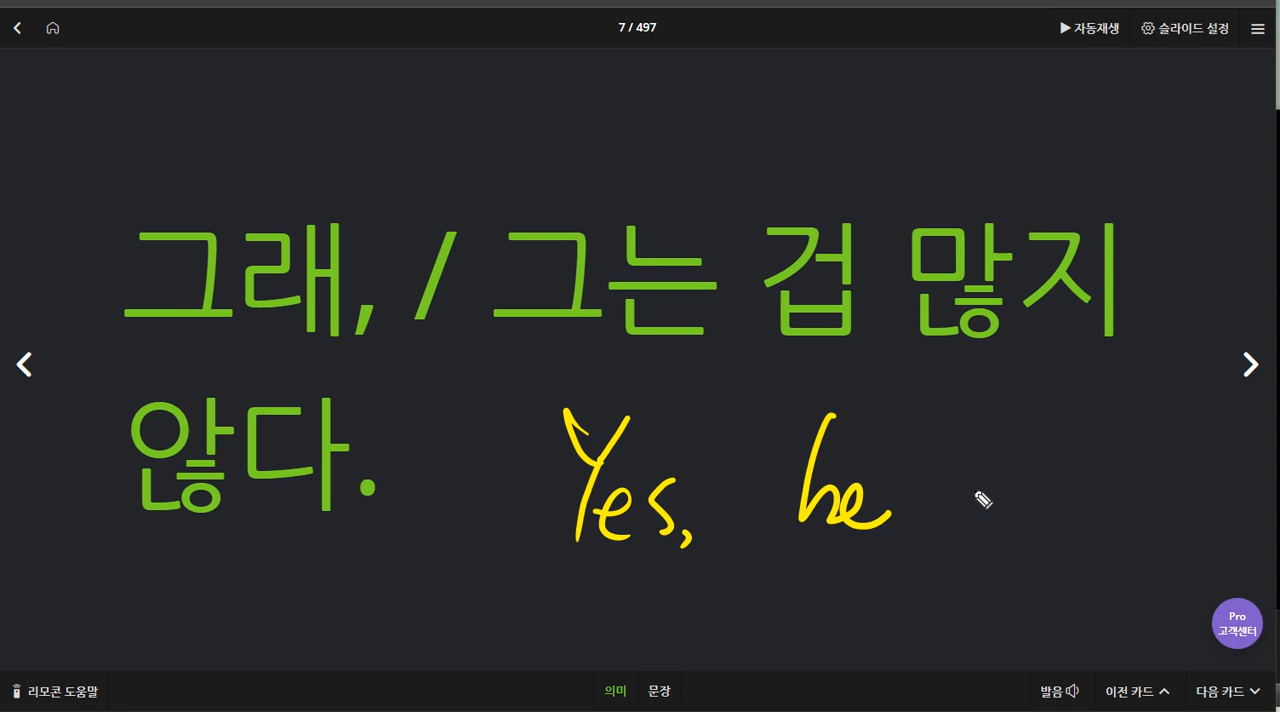 7 / 497
▶ 자동재생
슬라이드 설정
그래, / 그는 겁 많지
않다.
Yes, he
Pro
고객센터
리모콘 도움말
의미
문장
발음
이전 카드
다음 카드